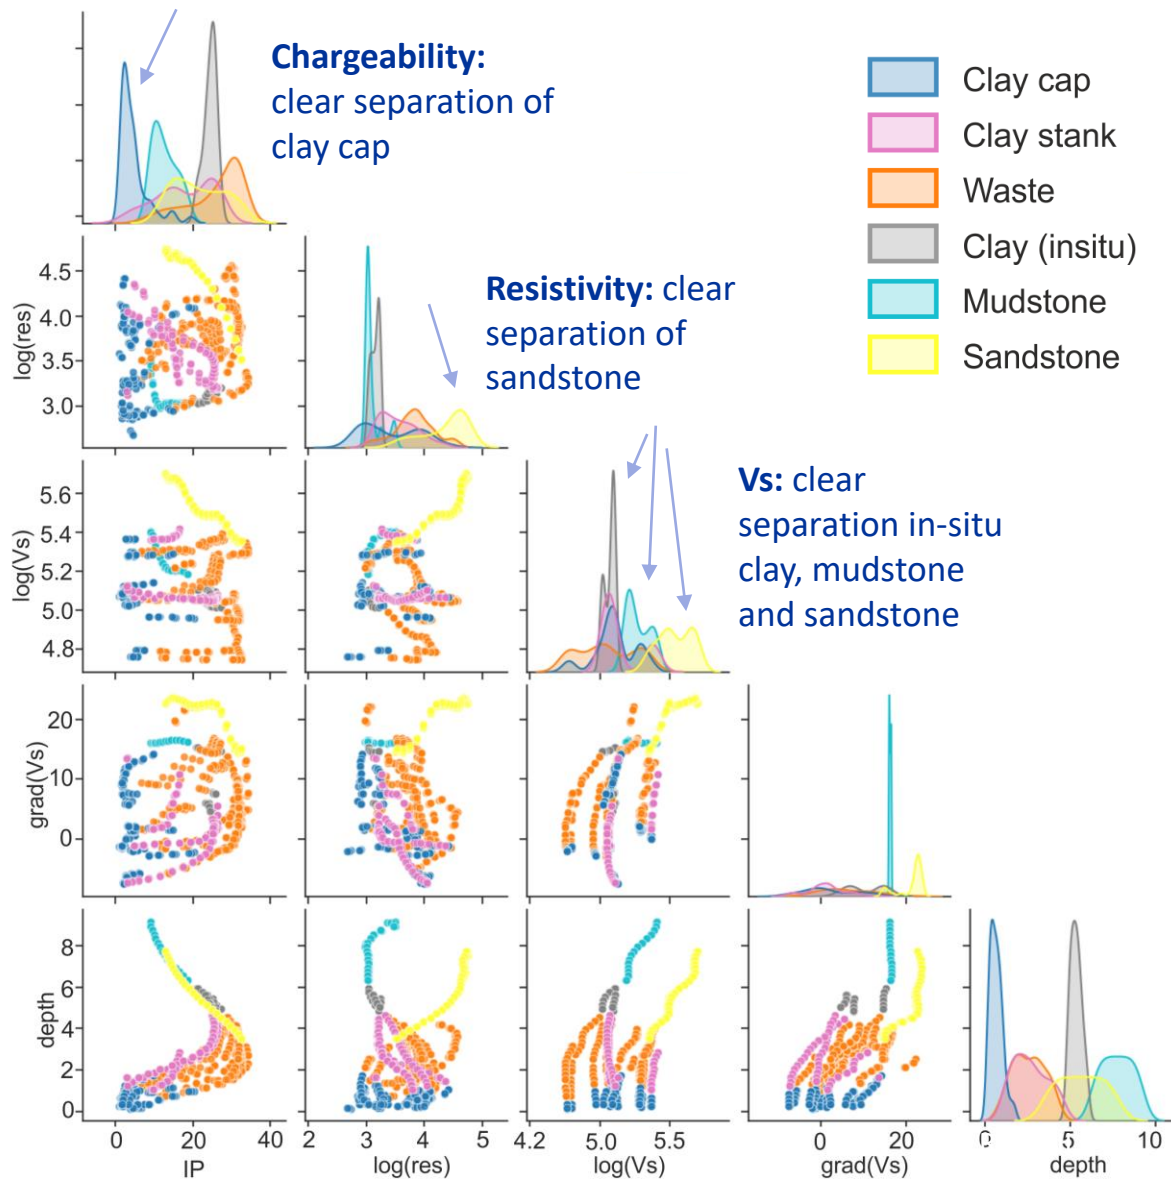 Chargeability:
clear separation of
clay cap
Clay cap
Clay stank
Waste
Clay (insitu)
Mudstone
Sandstone
Resistivity: clear
separation of
sandstone
Vs: clear
separation in-situ
clay, mudstone
and sandstone
log(res)
4.5
4.0
3.5
3.0
log(Vs)
5.6
5.4
5.2
5.0
4.8
grad(Vs)
20
10
0
depth
8
6
4
2
0
0 20 40
IP
2 3 4 5
log(res)
4.2 5.0 5.5
log(Vs)
0 20
grad(Vs)
0 5 10
depth